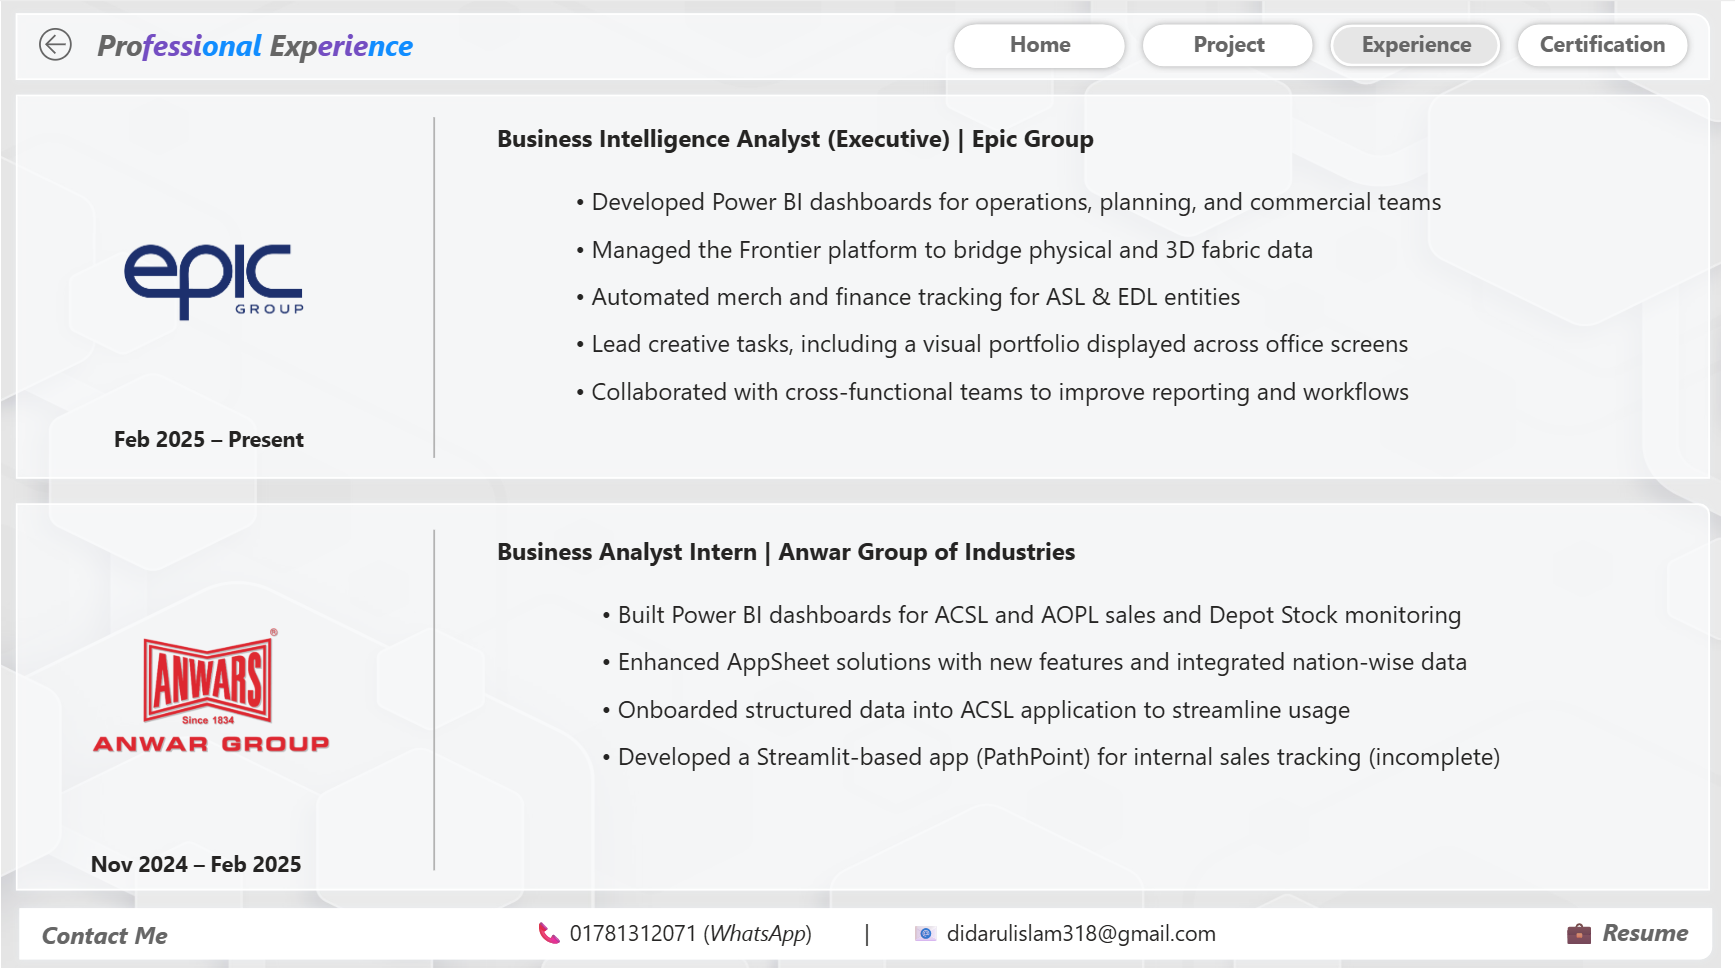 Professional Experience
Home
Project
Experience
Certification
epic
GROUP
Feb 2025 – Present
Business Intelligence Analyst (Executive) | Epic Group
• Developed Power BI dashboards for operations, planning, and commercial teams
• Managed the Frontier platform to bridge physical and 3D fabric data
• Automated merch and finance tracking for ASL & EDL entities
• Lead creative tasks, including a visual portfolio displayed across office screens
• Collaborated with cross-functional teams to improve reporting and workflows
ANWARS®
Since 1834
ANWAR GROUP
Nov 2024 – Feb 2025
Business Analyst Intern | Anwar Group of Industries
• Built Power BI dashboards for ACSL and AOPL sales and Depot Stock monitoring
• Enhanced AppSheet solutions with new features and integrated nation-wise data
• Onboarded structured data into ACSL application to streamline usage
• Developed a Streamlit-based app (PathPoint) for internal sales tracking (incomplete)
Contact Me
01781312071 (WhatsApp)
|
didarulislam318@gmail.com
Resume